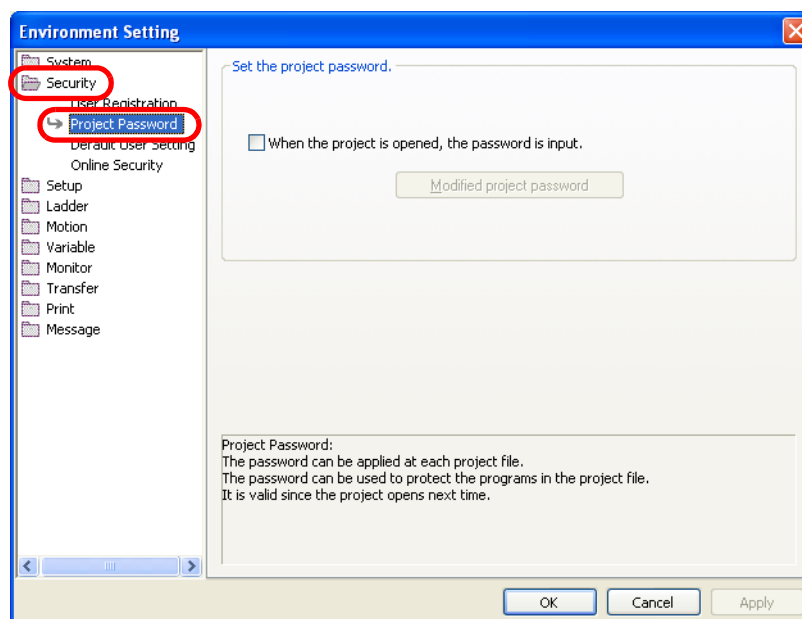 Environment Setting
System
Security
User Registration
Project Password
Default User Setting
Online Security
Setup
Ladder
Motion
Variable
Monitor
Transfer
Print
Message
Set the project password.
When the project is opened, the password is input.
Modified project password
Project Password:
The password can be applied at each project file.
The password can be used to protect the programs in the project file.
It is valid since the project opens next time.
OK
Cancel
Apply